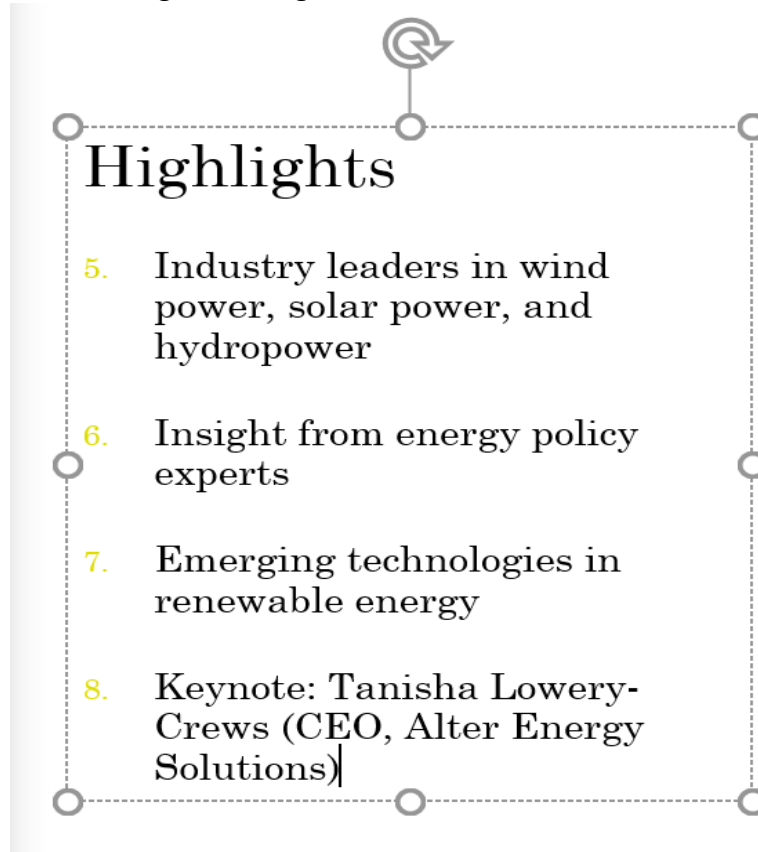 Highlights
5. Industry leaders in wind
power, solar power, and
hydropower
6. Insight from energy policy
experts
7. Emerging technologies in
renewable energy
8. Keynote: Tanisha Lowery-
Crews (CEO, Alter Energy
Solutions)